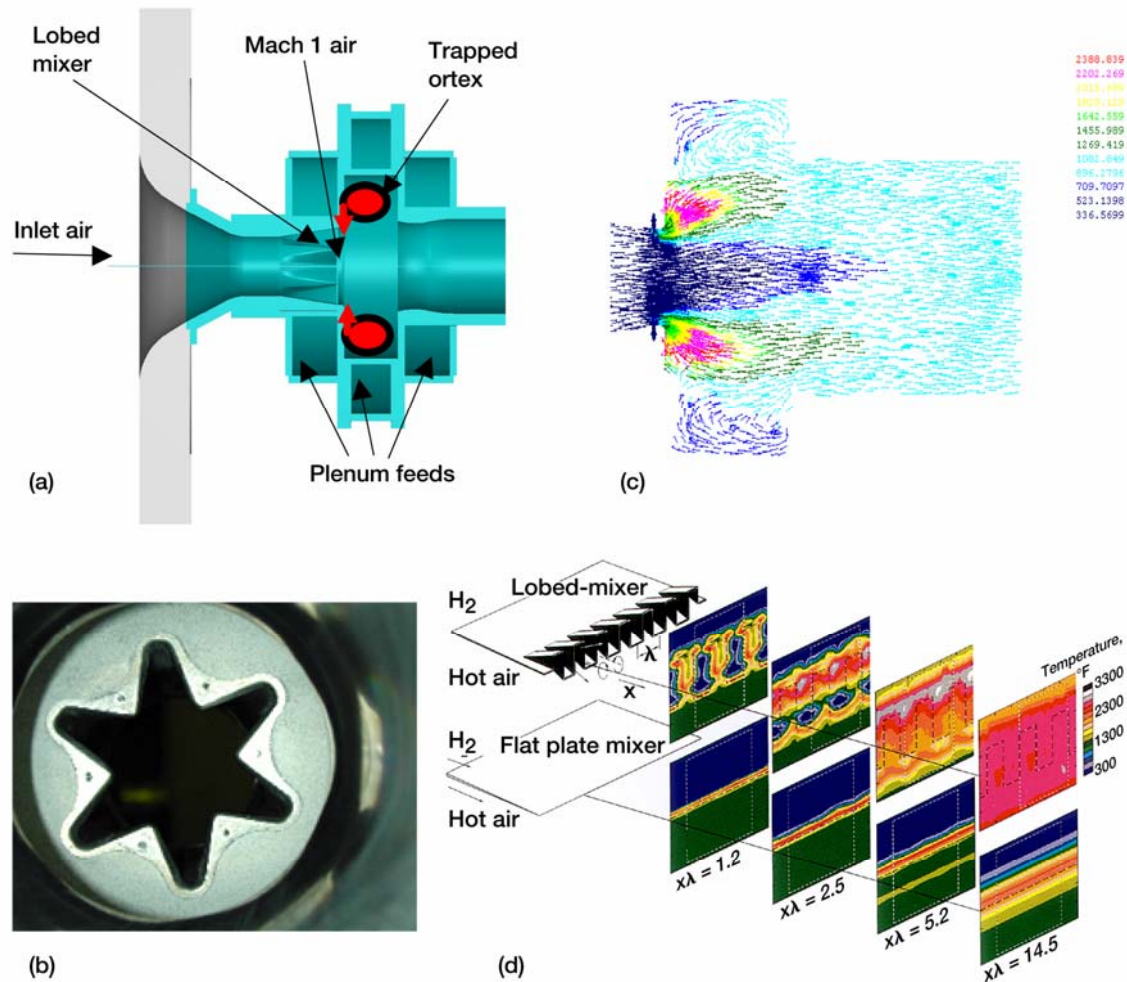 Lobed
mixer
Mach 1 air
Trapped
ortex
Inlet air
Plenum feeds
(a)
2388.839
2202.269
1642.559
1455.989
1269.419
896.2796
709.7097
523.1398
336.5699
(c)
(b)
H2
Lobed-mixer
Hot air
λ
x
H2
Flat plate mixer
Hot air
Temperature,
°F
3300
2300
1300
300
xλ = 1.2
xλ = 2.5
xλ = 5.2
xλ = 14.5
(d)